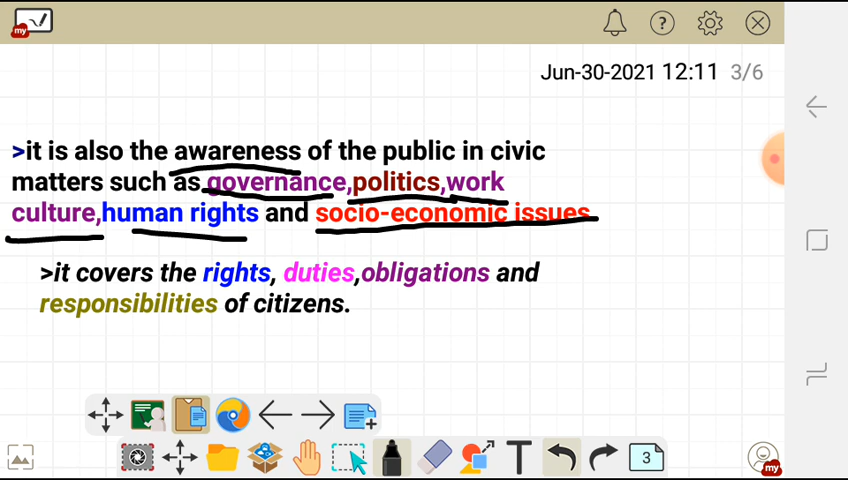 my
Jun-30-2021 12:11 3/6
>it is also the awareness of the public in civic
matters such as governance,politics,work
culture,human rights and socio-economic issues
>it covers the rights, duties,obligations and
responsibilities of citizens.
T
3
my